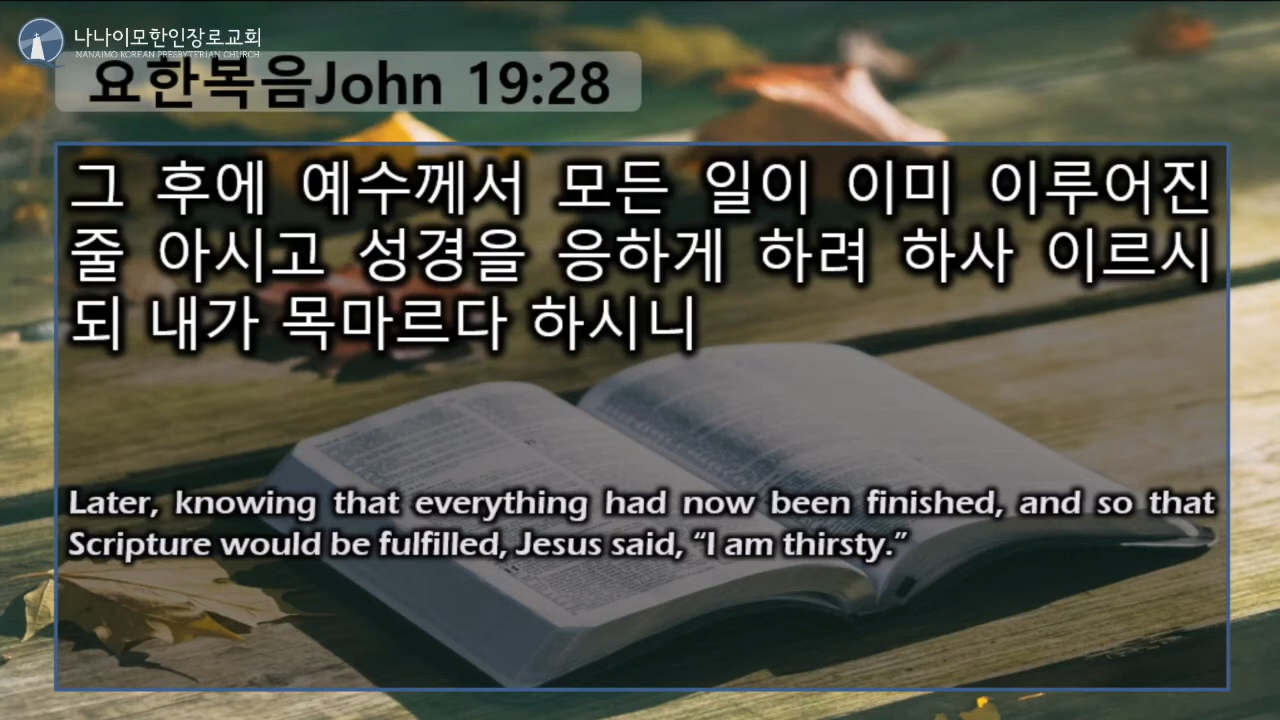 나나이모한인장로교회
NANAIMO KOREAN PRESBYTERIAN CHURCH
요한복음John 19:28
그 후에 예수께서 모든 일이 이미 이루어진
줄 아시고 성경을 응하게 하려 하사 이르시
되 내가 목마르다 하시니
Later, knowing that everything had now been finished, and so that
Scripture would be fulfilled, Jesus said, “I am thirsty.”